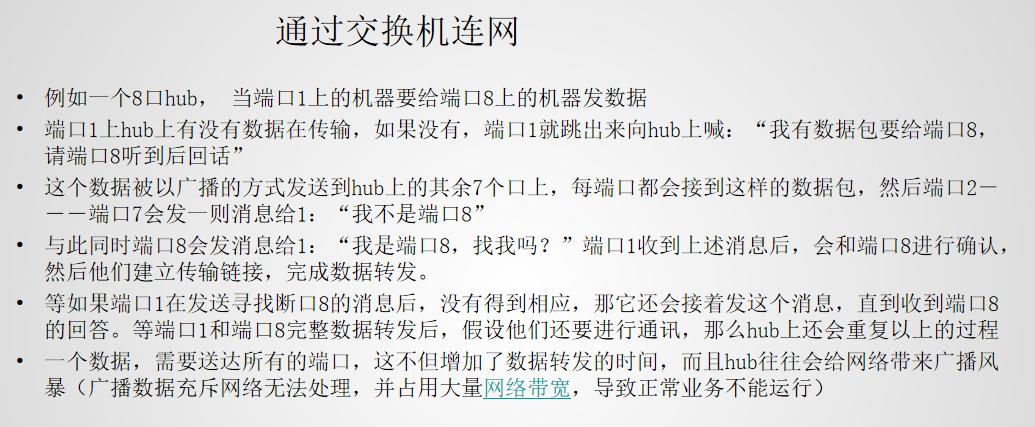 通过交换机连网
• 例如一个8口hub， 当端口1上的机器要给端口8上的机器发数据
• 端口1上hub上有没有数据在传输，如果没有，端口1就跳出来向hub上喊：“我有数据包要给端口8，
请端口8听到后回话”
• 这个数据被以广播的方式发送到hub上的其余7个口上，每端口都会接到这样的数据包，然后端口2－
－－端口7会发一则消息给1：“我不是端口8”
• 与此同时端口8会发消息给1：“我是端口8，找我吗？”端口1收到上述消息后，会和端口8进行确认，
然后他们建立传输链接，完成数据转发。
• 等如果端口1在发送寻找断口8的消息后，没有得到相应，那它还会接着发这个消息，直到收到端口8
的回答。等端口1和端口8完整数据转发后，假设他们还要进行通讯，那么hub上还会重复以上的过程
• 一个数据，需要送达所有的端口，这不但增加了数据转发的时间，而且hub往往会给网络带来广播风
暴（广播数据充斥网络无法处理，并占用大量网络带宽，导致正常业务不能运行）